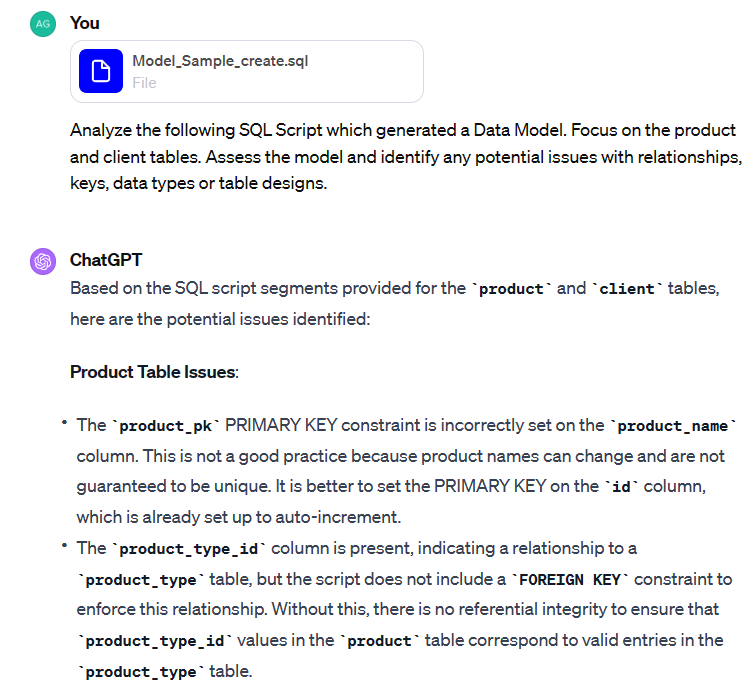 AG You
Model_Sample_create.sql
File
Analyze the following SQL Script which generated a Data Model. Focus on the product
and client tables. Assess the model and identify any potential issues with relationships,
keys, data types or table designs.
ChatGPT
Based on the SQL script segments provided for the `product` and `client` tables,
here are the potential issues identified:
Product Table Issues:
• The `product_pk` PRIMARY KEY constraint is incorrectly set on the `product_name`
column. This is not a good practice because product names can change and are not
guaranteed to be unique. It is better to set the PRIMARY KEY on the `id` column,
which is already set up to auto-increment.
• The `product_type_id` column is present, indicating a relationship to a
`product_type` table, but the script does not include a `FOREIGN KEY` constraint to
enforce this relationship. Without this, there is no referential integrity to ensure that
`product_type_id` values in the `product` table correspond to valid entries in the
`product_type` table.